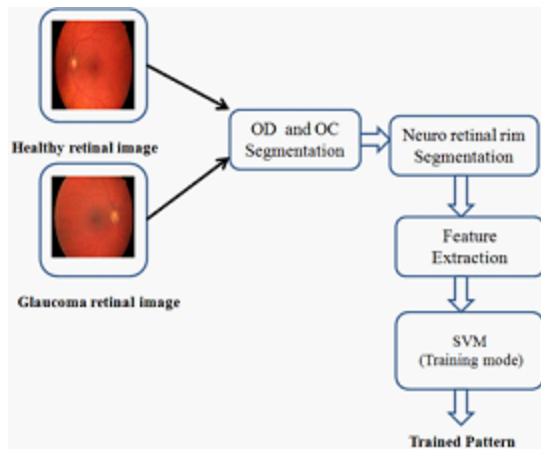 Healthy retinal image
Glaucoma retinal image
OD and OC
Segmentation
Neuro retinal rim
Segmentation
Feature
Extraction
SVM
(Training mode)
Trained Pattern